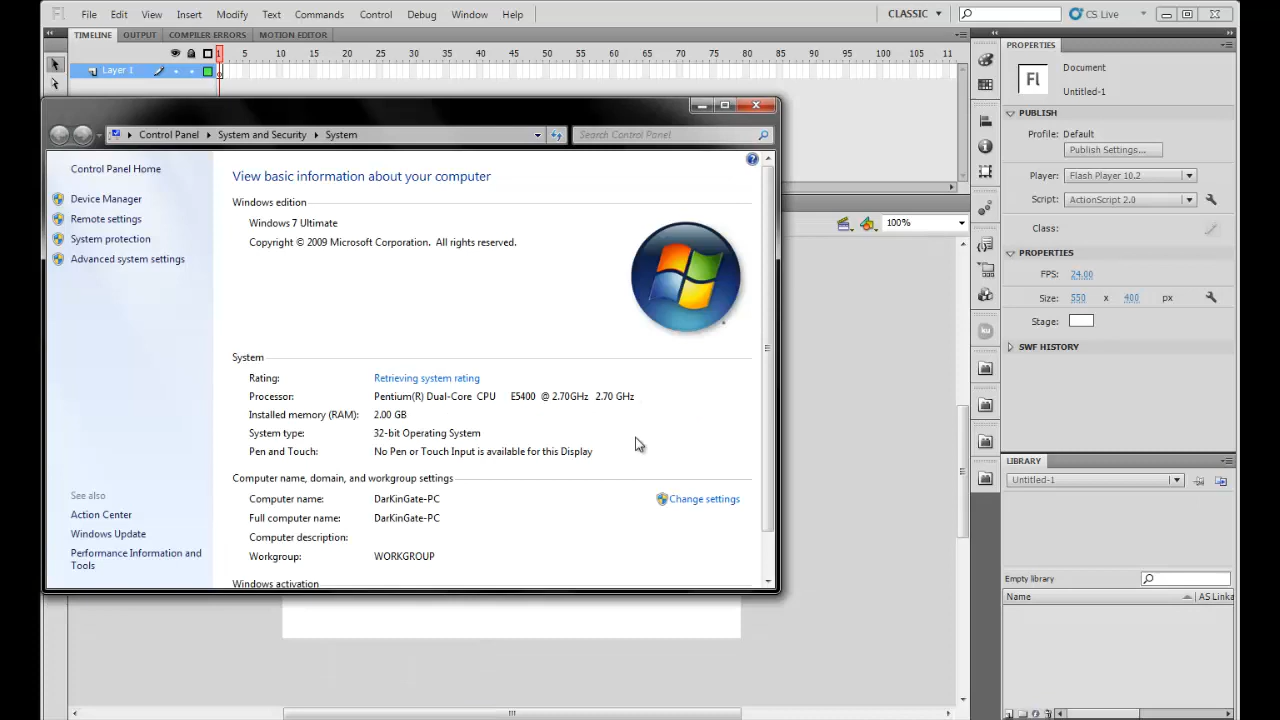 Fl File Edit View Insert Modify Text Commands Control Debug Window Help CLASSIC CS Live
TIMELINE OUTPUT COMPILER ERRORS MOTION EDITOR
1 5 10 15 20 25 30 35 40 45 50 55 60 65 70 75 80 85 90 95 100 105 11
Layer 1
Control Panel System and Security System Search Control Panel
Control Panel Home
Device Manager
Remote settings
System protection
Advanced system settings
See also
Action Center
Windows Update
Performance Information and
Tools
View basic information about your computer
Windows edition
Windows 7 Ultimate
Copyright © 2009 Microsoft Corporation. All rights reserved.
System
Rating: Retrieving system rating
Processor: Pentium(R) Dual-Core CPU E5400 @ 2.70GHz 2.70 GHz
Installed memory (RAM): 2.00 GB
System type: 32-bit Operating System
Pen and Touch: No Pen or Touch Input is available for this Display
Computer name, domain, and workgroup settings
Computer name: DarKinGate-PC Change settings
Full computer name: DarKinGate-PC
Computer description:
Workgroup: WORKGROUP
Windows activation
100%
PROPERTIES
Fl Document
Untitled-1
PUBLISH
Profile: Default
Publish Settings...
Player: Flash Player 10.2
Script: ActionScript 2.0
Class:
PROPERTIES
FPS: 24.00
Size: 550 x 400 px
Stage:
SWF HISTORY
ku
LIBRARY
Untitled-1
Empty library
Name AS Linka